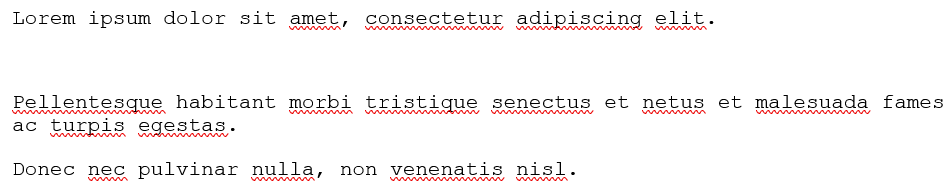 Lorem ipsum dolor sit amet, consectetur adipiscing elit.
Pellentesque habitant morbi tristique senectus et netus et malesuada fames
ac turpis egestas.
Donec nec pulvinar nulla, non venenatis nisl.